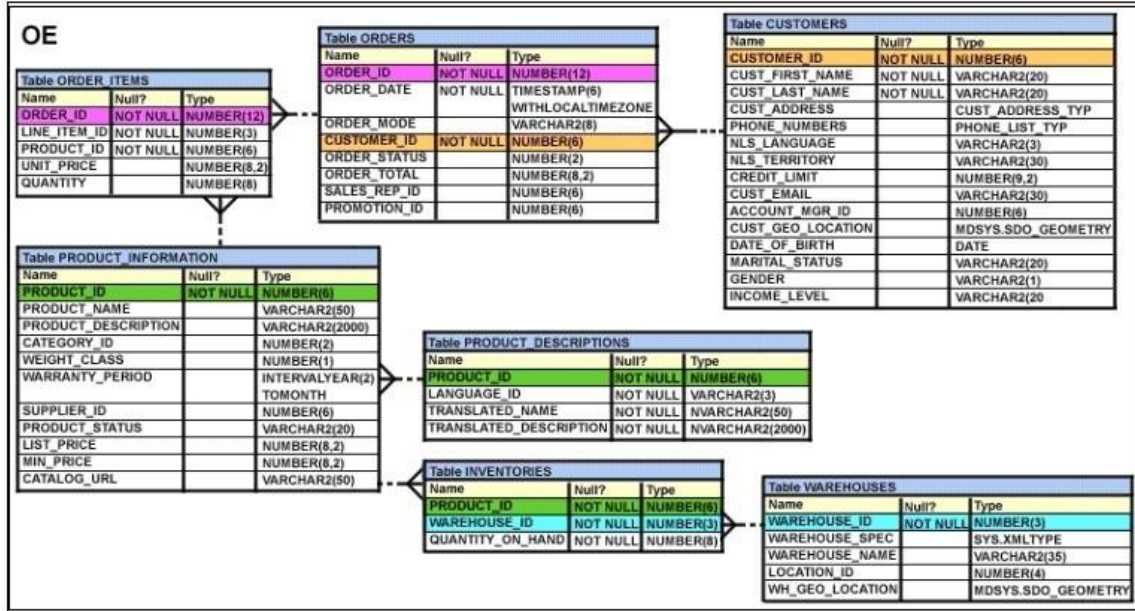 OE
Table ORDER_ITEMS
Name Null? Type
ORDER_ID NOT NULL NUMBER(12)
LINE_ITEM_ID NOT NULL NUMBER(3)
PRODUCT_ID NOT NULL NUMBER(6)
UNIT_PRICE NUMBER(8,2)
QUANTITY NUMBER(8)
Table ORDERS
Name Null? Type
ORDER_ID NOT NULL NUMBER(12)
ORDER_DATE NOT NULL TIMESTAMP(6)
WITHLOCALTIMEZONE
ORDER_MODE VARCHAR2(8)
CUSTOMER_ID NOT NULL NUMBER(6)
ORDER_STATUS NUMBER(2)
ORDER_TOTAL NUMBER(8,2)
SALES_REP_ID NUMBER(6)
PROMOTION_ID NUMBER(6)
Table CUSTOMERS
Name Null? Type
CUSTOMER_ID NOT NULL NUMBER(6)
CUST_FIRST_NAME NOT NULL VARCHAR2(20)
CUST_LAST_NAME NOT NULL VARCHAR2(20)
CUST_ADDRESS CUST_ADDRESS_TYP
PHONE_NUMBERS PHONE_LIST_TYP
NLS_LANGUAGE VARCHAR2(3)
NLS_TERRITORY VARCHAR2(30)
CREDIT_LIMIT NUMBER(9,2)
CUST_EMAIL VARCHAR2(30)
ACCOUNT_MGR_ID NUMBER(6)
CUST_GEO_LOCATION MDSYS.SDO_GEOMETRY
DATE_OF_BIRTH DATE
MARITAL_STATUS VARCHAR2(20)
GENDER VARCHAR2(1)
INCOME_LEVEL VARCHAR2(20
Table PRODUCT_INFORMATION
Name Null? Type
PRODUCT_ID NOT NULL NUMBER(6)
PRODUCT_NAME VARCHAR2(50)
PRODUCT_DESCRIPTION VARCHAR2(2000)
CATEGORY_ID NUMBER(2)
WEIGHT_CLASS NUMBER(1)
WARRANTY_PERIOD INTERVALYEAR(2)
TOMONTH
SUPPLIER_ID NUMBER(6)
PRODUCT_STATUS VARCHAR2(20)
LIST_PRICE NUMBER(8,2)
MIN_PRICE NUMBER(8,2)
CATALOG_URL VARCHAR2(50)
Table PRODUCT_DESCRIPTIONS
Name Null? Type
PRODUCT_ID NOT NULL NUMBER(6)
LANGUAGE_ID NOT NULL VARCHAR2(3)
TRANSLATED_NAME NOT NULL NVARCHAR2(50)
TRANSLATED_DESCRIPTION NOT NULL NVARCHAR2(2000)
Table INVENTORIES
Name Null? Type
PRODUCT_ID NOT NULL NUMBER(6)
WAREHOUSE_ID NOT NULL NUMBER(3)
QUANTITY_ON_HAND NOT NULL NUMBER(8)
Table WAREHOUSES
Name Null? Type
WAREHOUSE_ID NOT NULL NUMBER(3)
WAREHOUSE_SPEC SYS.XMLTYPE
WAREHOUSE_NAME VARCHAR2(35)
LOCATION_ID NUMBER(4)
WH_GEO_LOCATION MDSYS.SDO_GEOMETRY